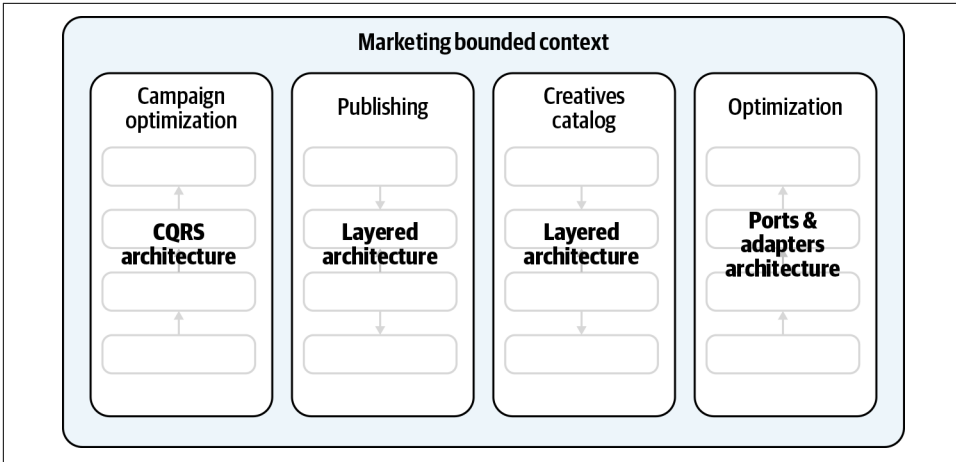 Marketing bounded context
Campaign
optimization
CQRS
architecture
Publishing
Layered
architecture
Creatives
catalog
Layered
architecture
Optimization
Ports &
adapters
architecture